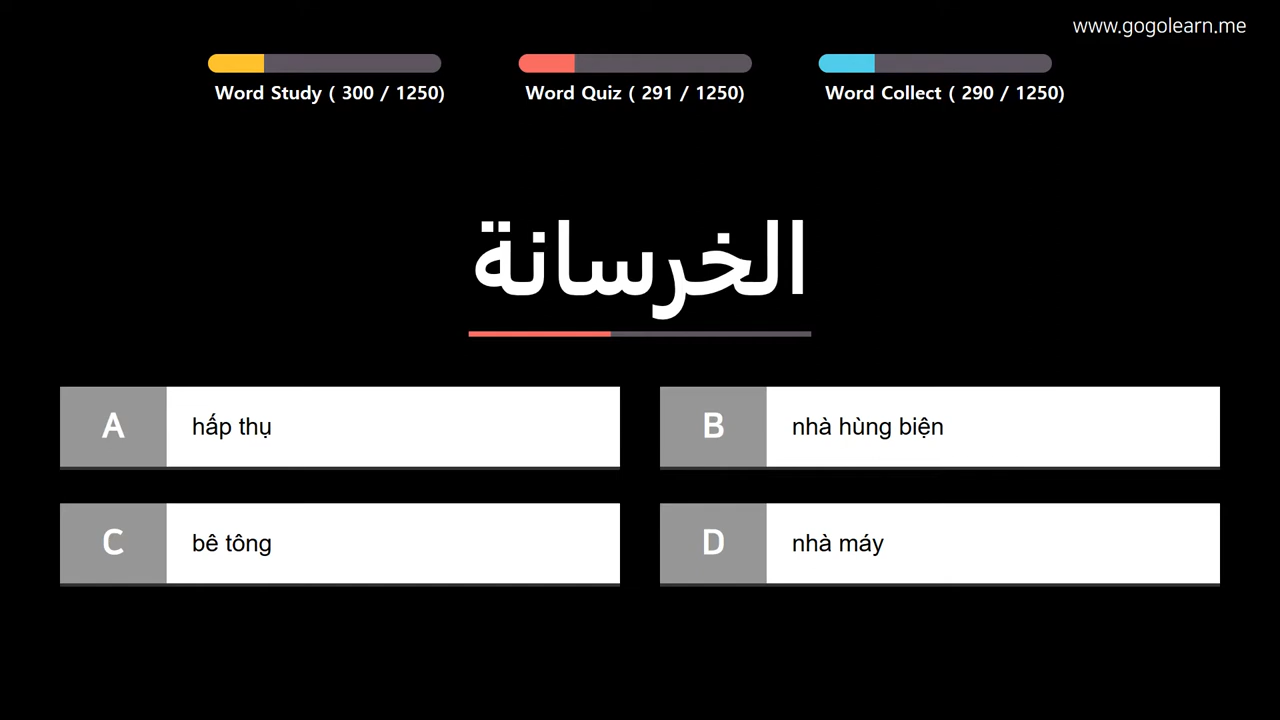 www.gogolearn.me
Word Study ( 300 / 1250)
Word Quiz ( 291 / 1250)
Word Collect ( 290 / 1250)
الخرسانة
A hấp thụ
B nhà hùng biện
C bê tông
D nhà máy